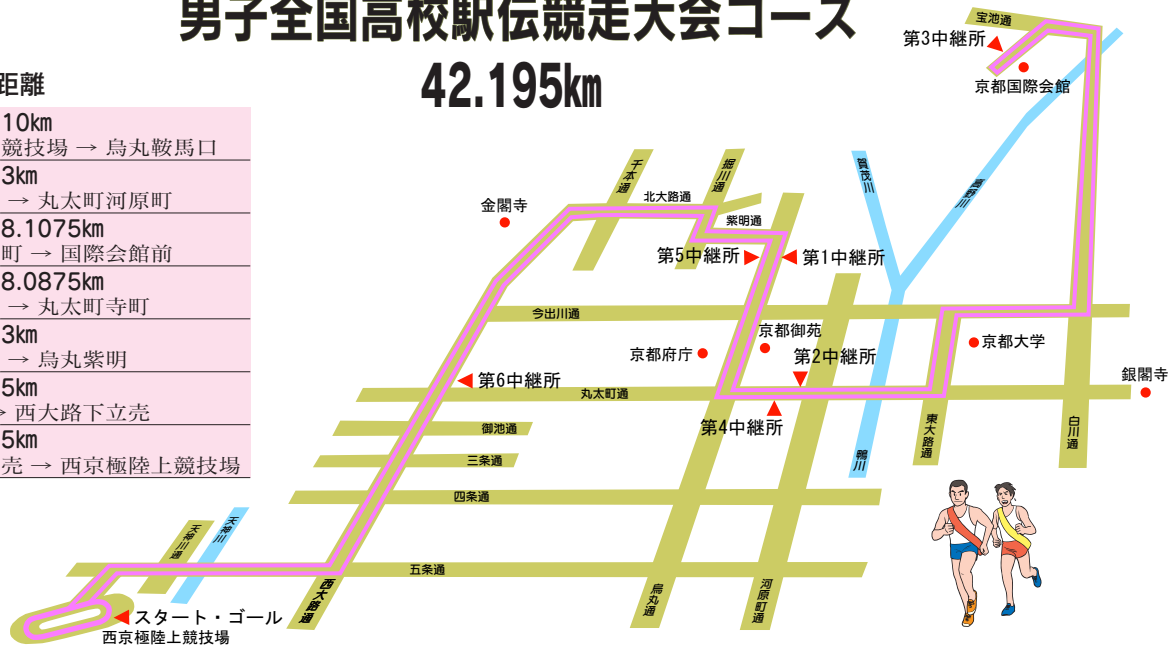 男子全国高校駅伝競走大会コース
42.195km
距離
10km
競技場 → 烏丸鞍馬口
3km
→ 丸太町河原町
8.1075km
町 → 国際会館前
8.0875km
→ 丸太町寺町
3km
→ 烏丸紫明
5km
→ 西大路下立売
5km
売 → 西京極陸上競技場
宝池通
第3中継所
京都国際会館
千本通
堀川通
賀茂川
高野川
北大路通
金閣寺
紫明通
第5中継所
第1中継所
今出川通
京都御苑
京都府庁
京都大学
第2中継所
第6中継所
丸太町通
銀閣寺
第4中継所
御池通
東大路通
白川通
三条通
鴨川
四条通
天神川通
天神川
五条通
西大路通
烏丸通
河原町通
スタート・ゴール
西京極陸上競技場